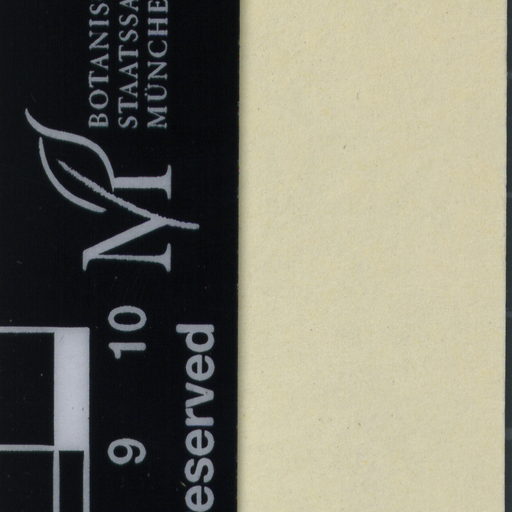 BOTANIS
STAATSSA
MÜNCHE
M
9 10
eserved